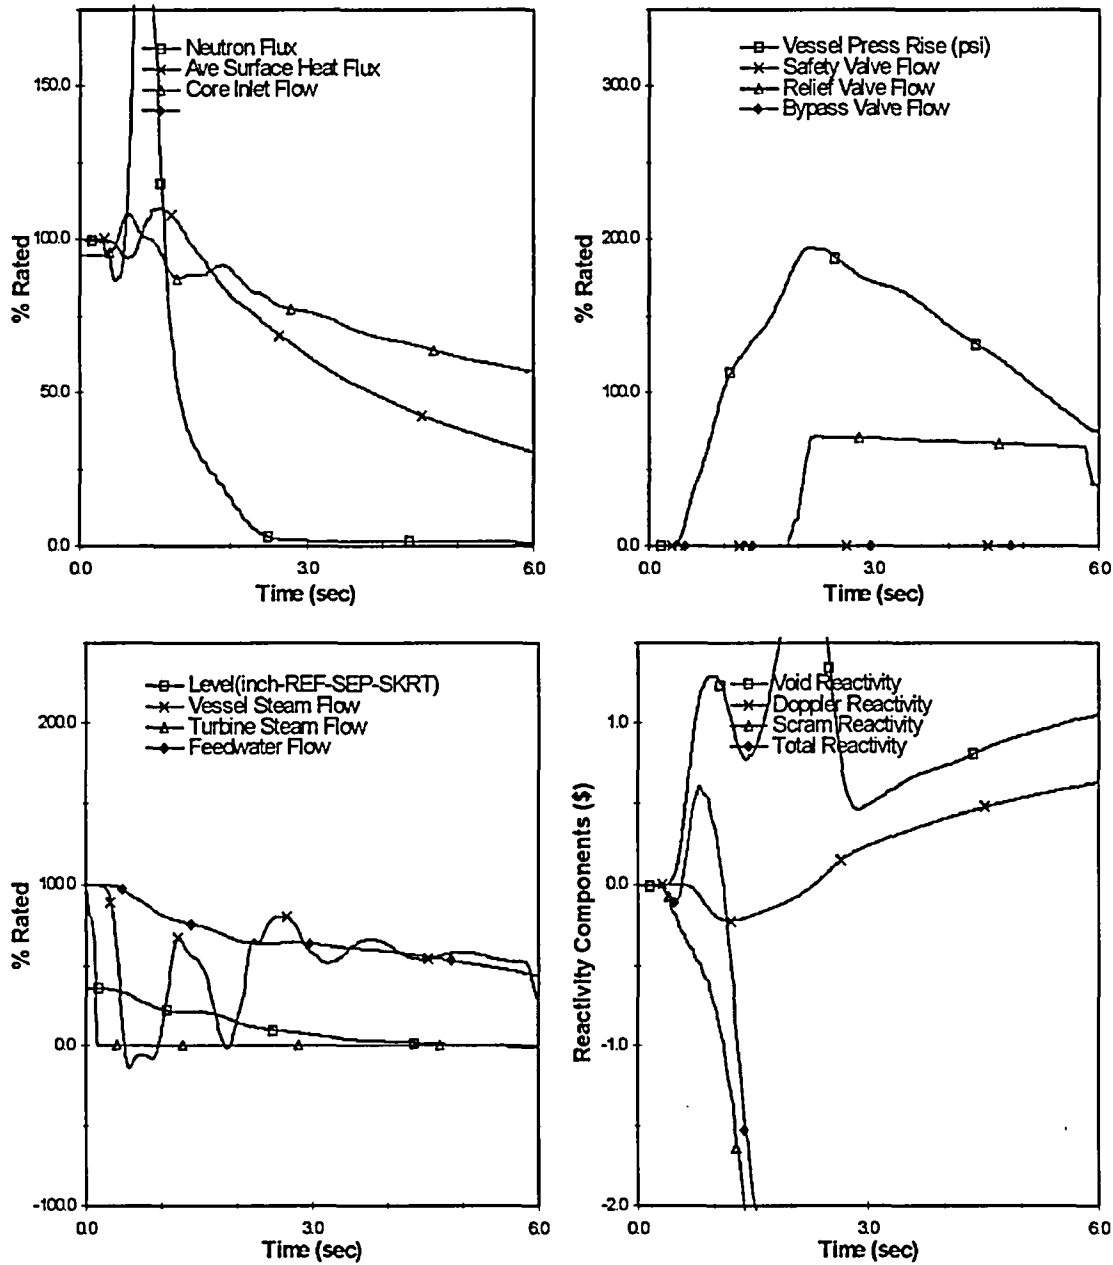 Neutron Flux
Ave Surface Heat Flux
Core Inlet Flow
150.0
100.0
50.0
0.0
% Rated
0.0
3.0
6.0
Time (sec)
Vessel Press Rise (psi)
Safety Valve Flow
Relief Valve Flow
Bypass Valve Flow
300.0
200.0
100.0
0.0
% Rated
0.0
3.0
6.0
Time (sec)
Level(inch-REF-SEP-SKRT)
Vessel Steam Flow
Turbine Steam Flow
Feedwater Flow
200.0
100.0
0.0
-100.0
% Rated
0.0
3.0
6.0
Time (sec)
Void Reactivity
Doppler Reactivity
Scram Reactivity
Total Reactivity
1.0
0.0
-1.0
-2.0
Reactivity Components ($)
0.0
3.0
6.0
Time (sec)